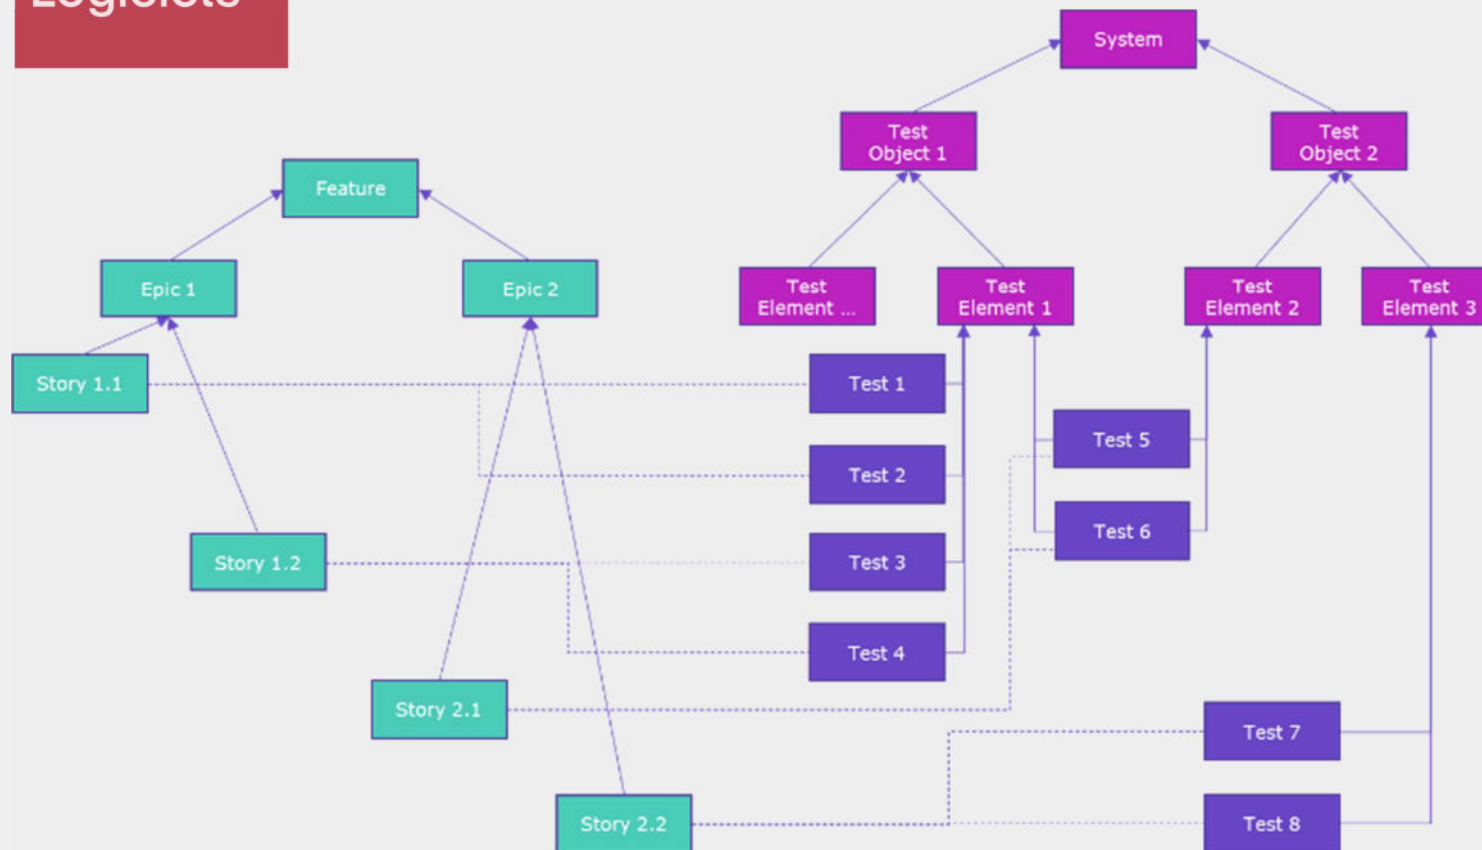 System
Test
Object 1
Test
Object 2
Feature
Epic 1
Epic 2
Test
Element ...
Test
Element 1
Test
Element 2
Test
Element 3
Story 1.1
Test 1
Test 5
Test 2
Test 6
Story 1.2
Test 3
Test 4
Story 2.1
Test 7
Story 2.2
Test 8